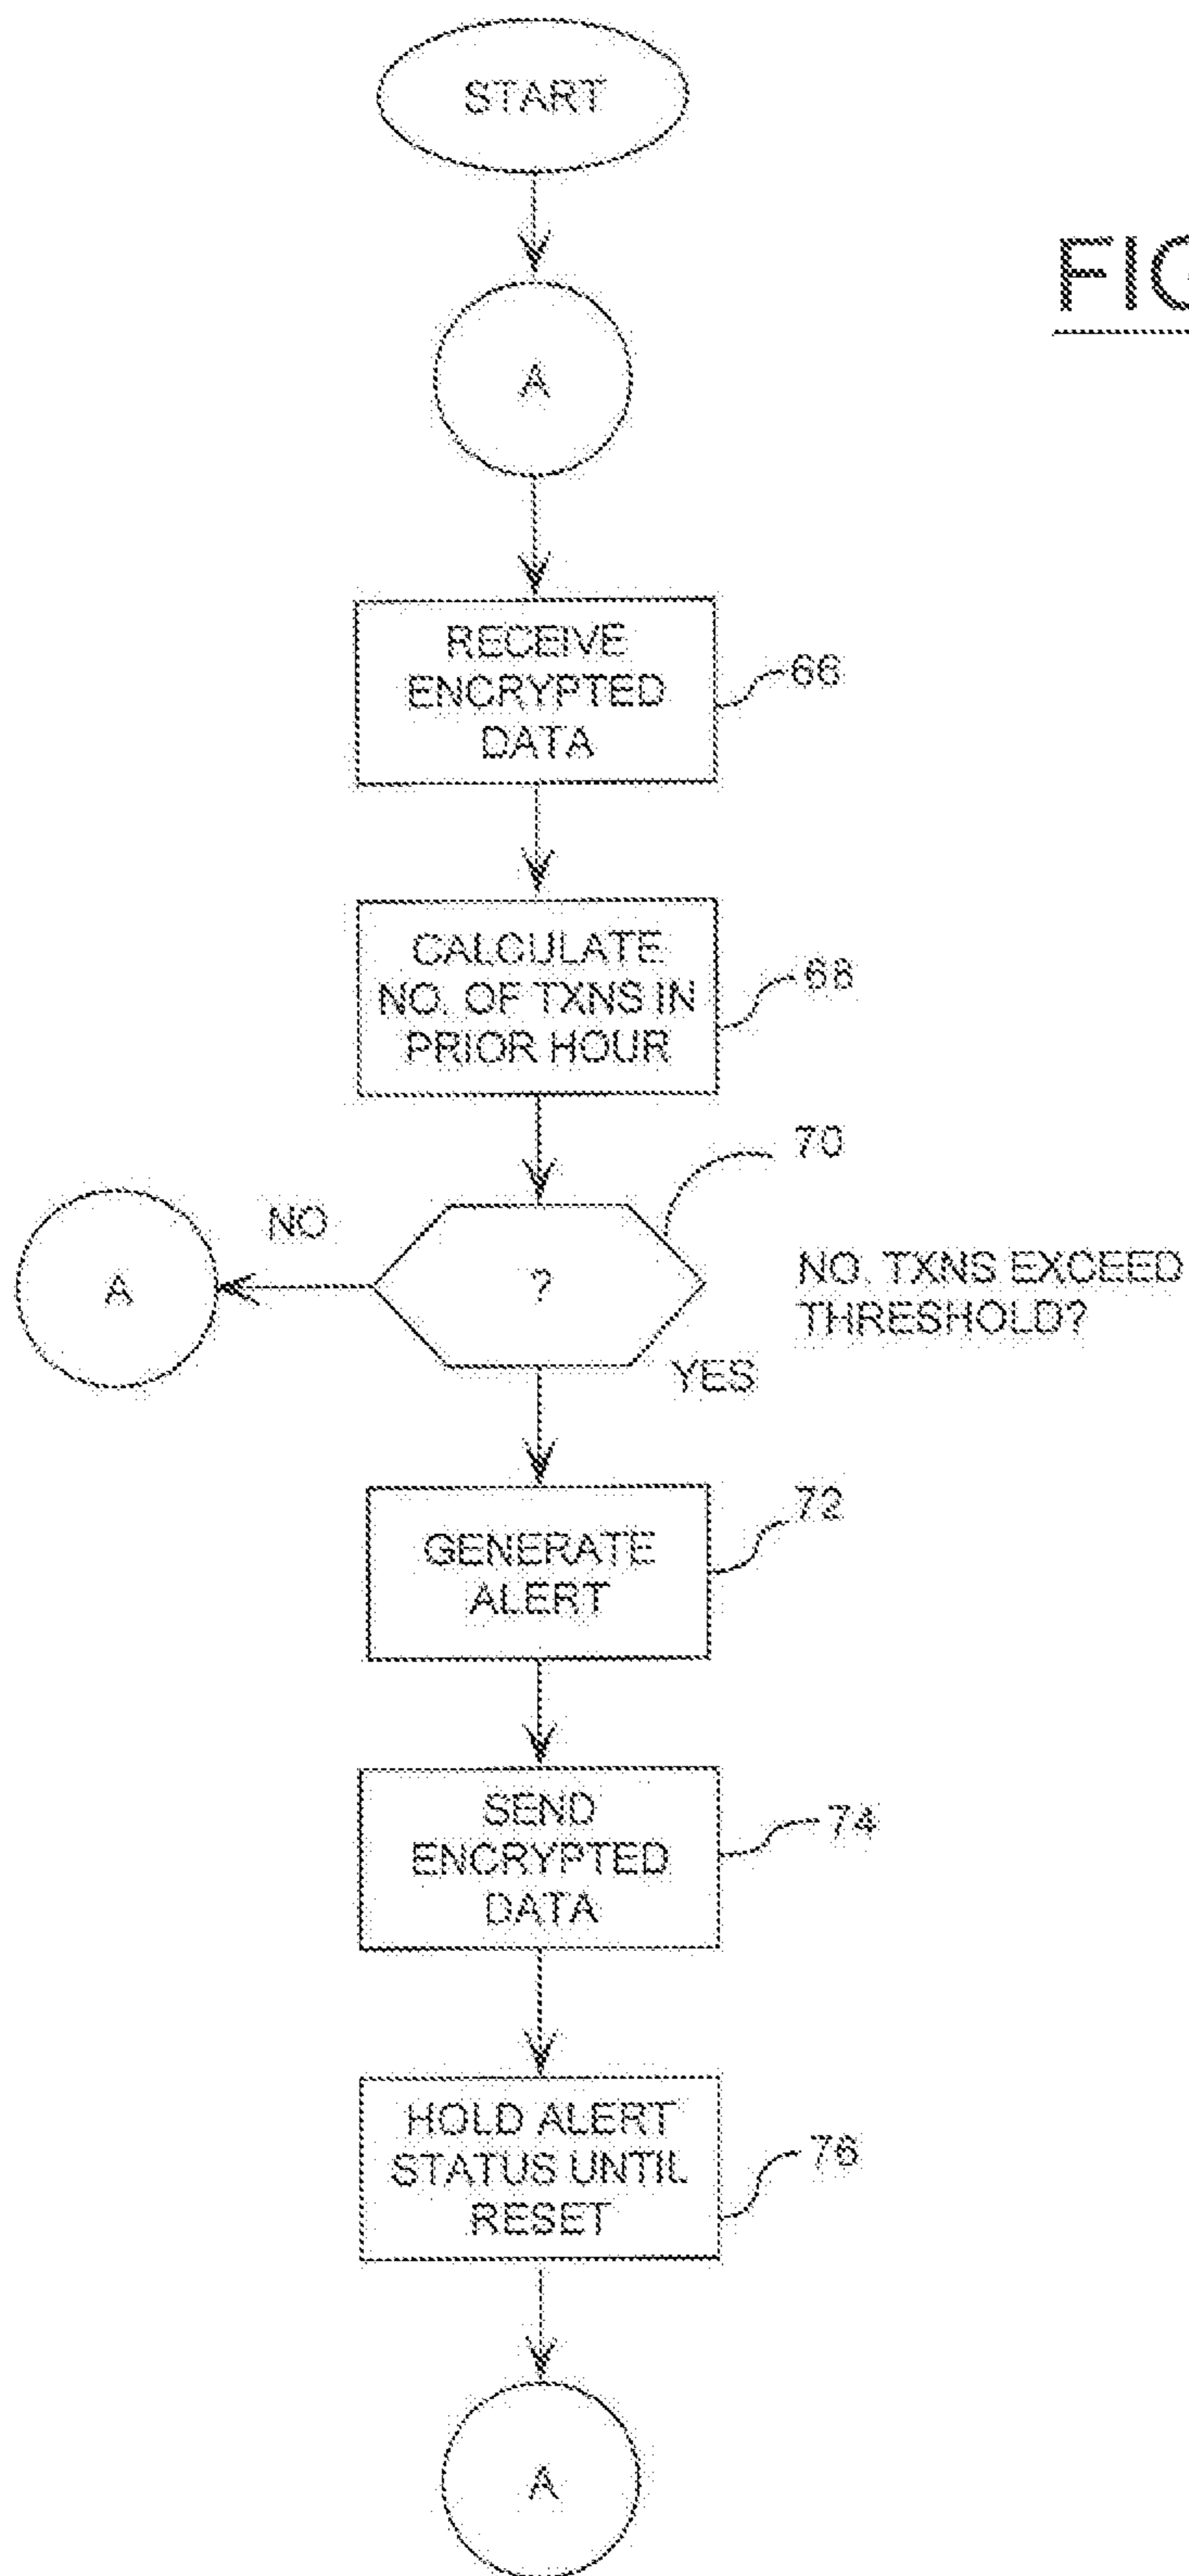 START
FIG
A
RECEIVE
ENCRYPTED
DATA
66
CALCULATE
NO. OF TXNS IN
PRIOR HOUR
68
70
NO
A
?
NO. TXNS EXCEED
THRESHOLD?
YES
GENERATE
ALERT
72
SEND
ENCRYPTED
DATA
74
HOLD ALERT
STATUS UNTIL
RESET
76
A